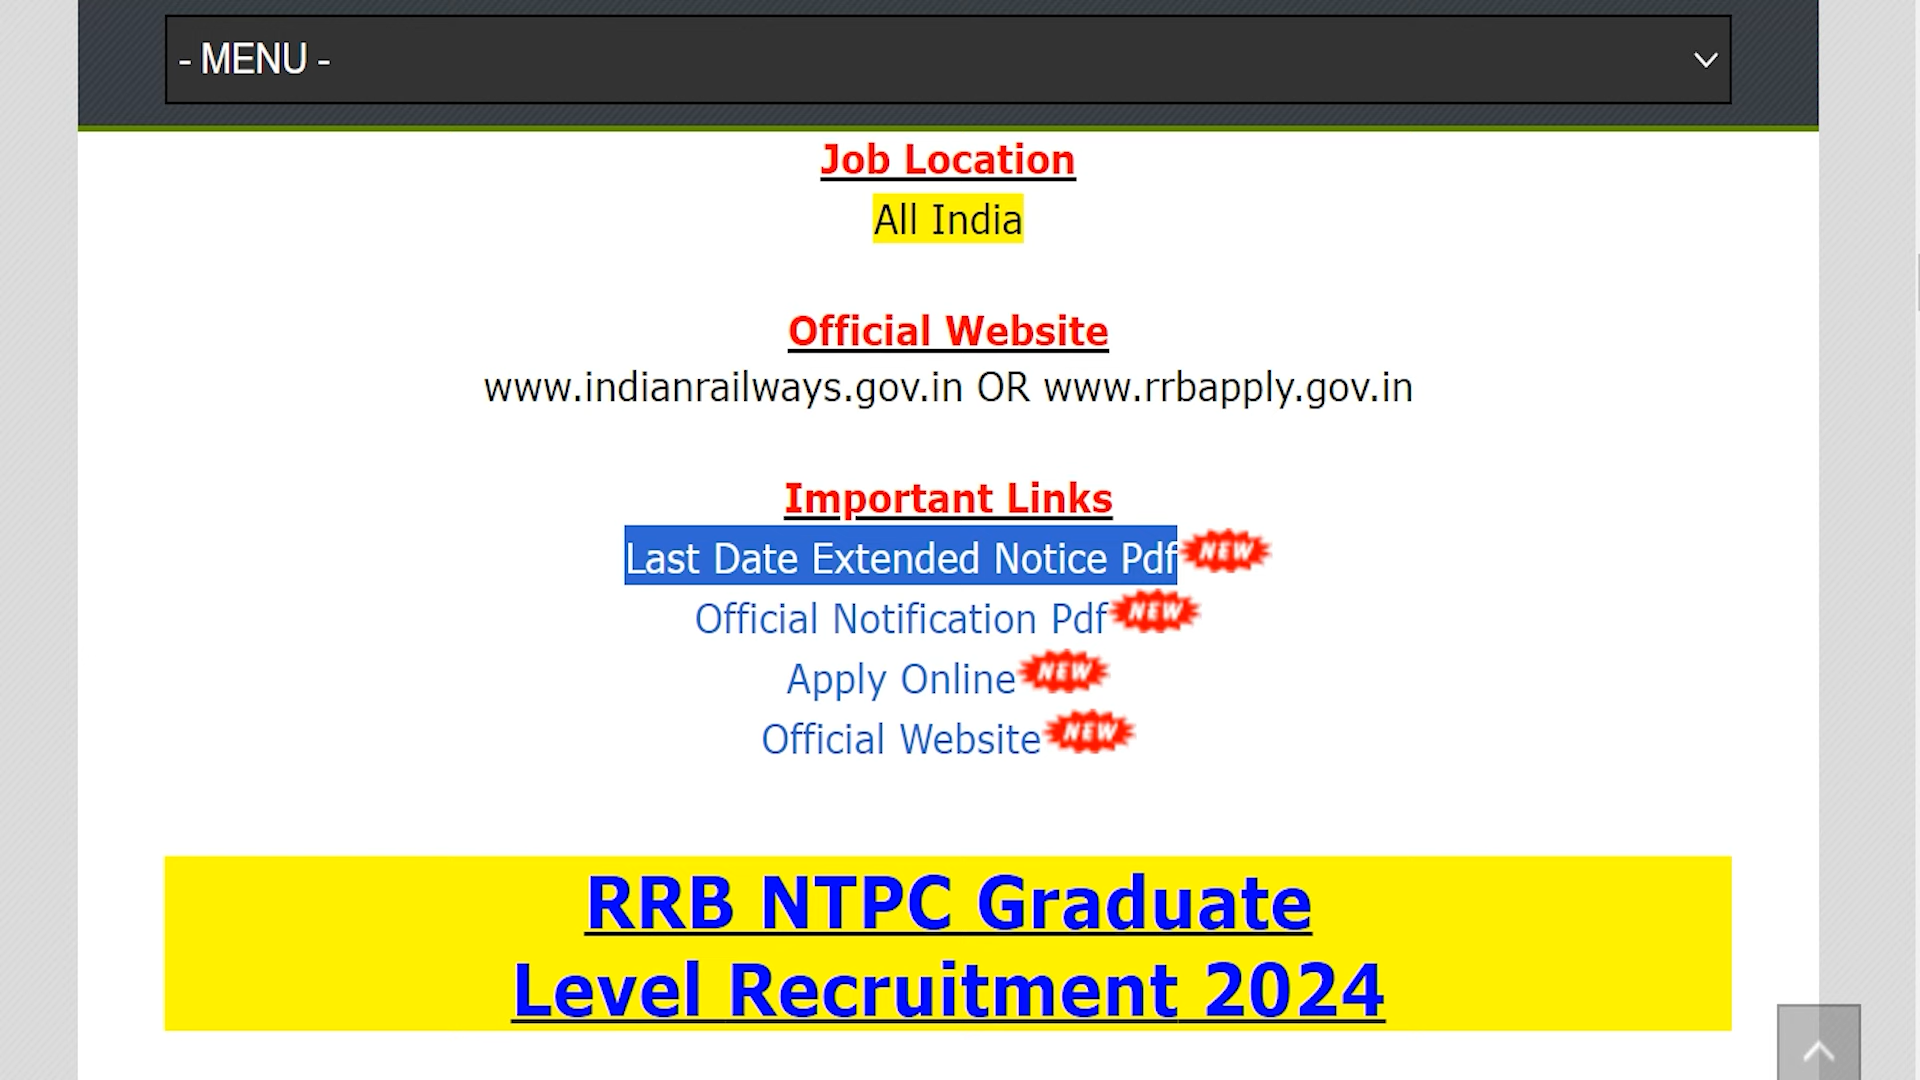 - MENU -
Job Location
All India
Official Website
www.indianrailways.gov.in OR www.rrbapply.gov.in
Important Links
Last Date Extended Notice Pdf NEW
Official Notification Pdf NEW
Apply Online NEW
Official Website NEW
RRB NTPC Graduate
Level Recruitment 2024